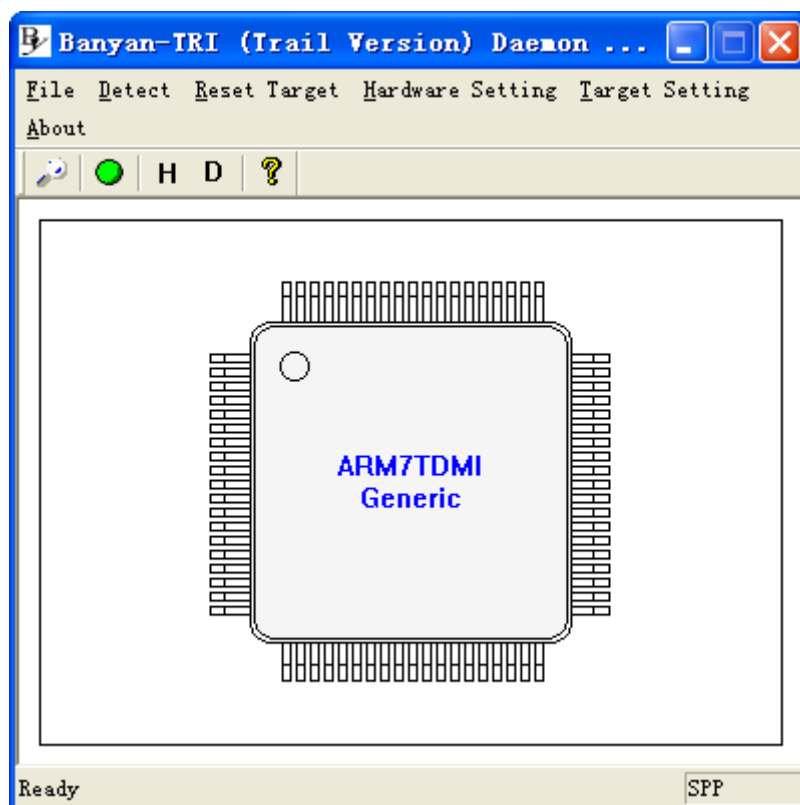 Banyan-TRI (Trail Version) Daemon ...
File Detect Reset Target Hardware Setting Target Setting
About
H D ?
ARM7TDMI
Generic
Ready SPP